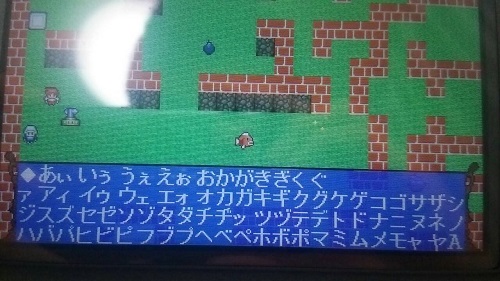 ◆あぃ いぅ うぇ えぉ おかがきぎくぐ
ァ アィ イゥ ウェ エォ オカガキギクグケゲコゴサザシ
ジスズセゼソゾタダチヂッ ツヅテデトドナニヌネノ
ハバパヒビピフブプヘベペホボポマミムメモャ ヤA